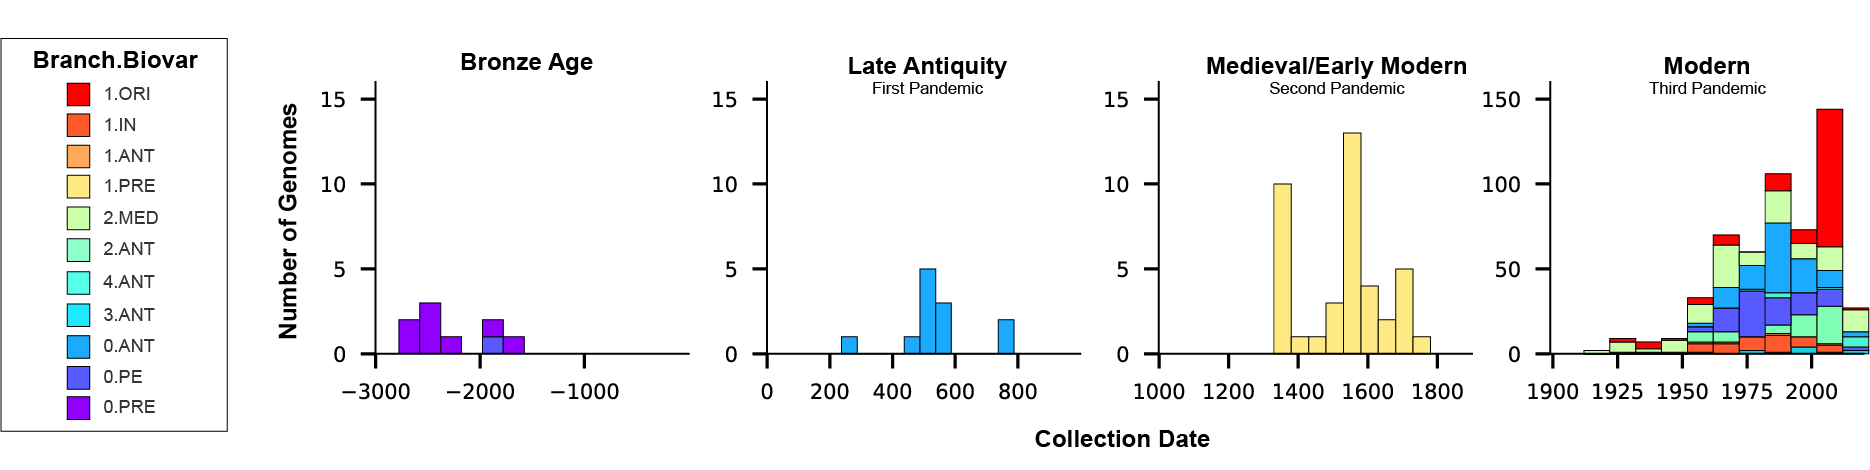 Branch.Biovar
1.ORI
1.IN
1.ANT
1.PRE
2.MED
2.ANT
4.ANT
3.ANT
0.ANT
0.PE
0.PRE
Number of Genomes
Bronze Age
15
10
5
0
−3000 −2000 −1000
Late Antiquity
First Pandemic
15
10
5
0
0 200 400 600 800
Medieval/Early Modern
Second Pandemic
15
10
5
0
1000 1200 1400 1600 1800
Modern
Third Pandemic
150
100
50
0
1900 1925 1950 1975 2000
Collection Date